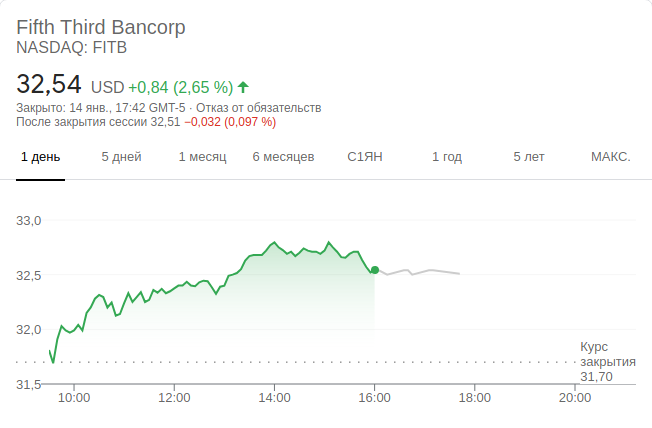 Fifth Third Bancorp
NASDAQ: FITB
32,54 USD +0,84 (2,65 %)
Закрыто: 14 янв., 17:42 GMT-5 · Отказ от обязательств
После закрытия сессии 32,51 −0,032 (0,097 %)
1 день 5 дней 1 месяц 6 месяцев С1ЯН 1 год 5 лет МАКС.
33,0
32,5
32,0
Курс
закрытия
31,70
31,5
10:00 12:00 14:00 16:00 18:00 20:00